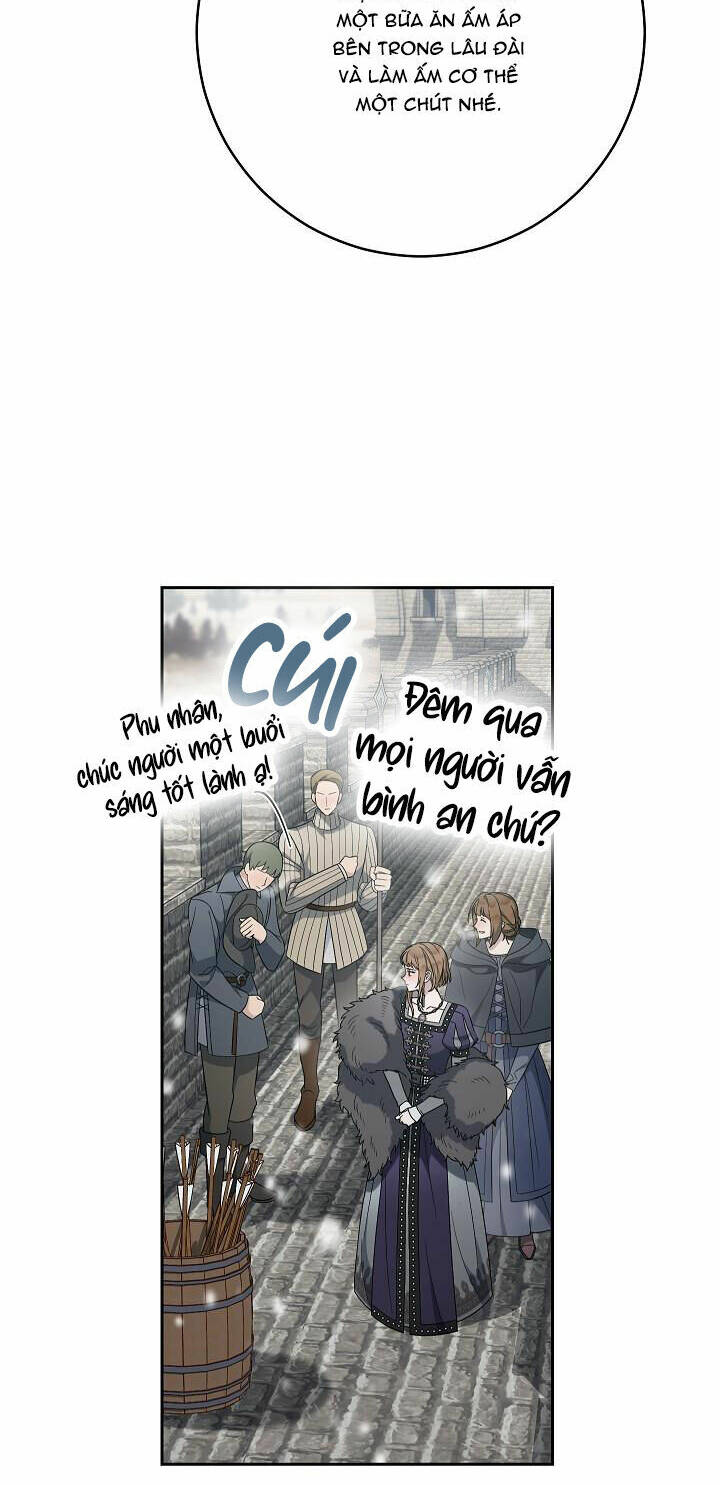 MỘT BỮA ĂN ẤM ÁP
BÊN TRONG LÂU ĐÀI
VÀ LÀM ẤM CƠ THỂ
MỘT CHÚT NHÉ.
CÚI
Phu nhân,
chúc người một buổi
sáng tốt lành ạ!
Đêm qua
mọi người vẫn
bình an chứ?